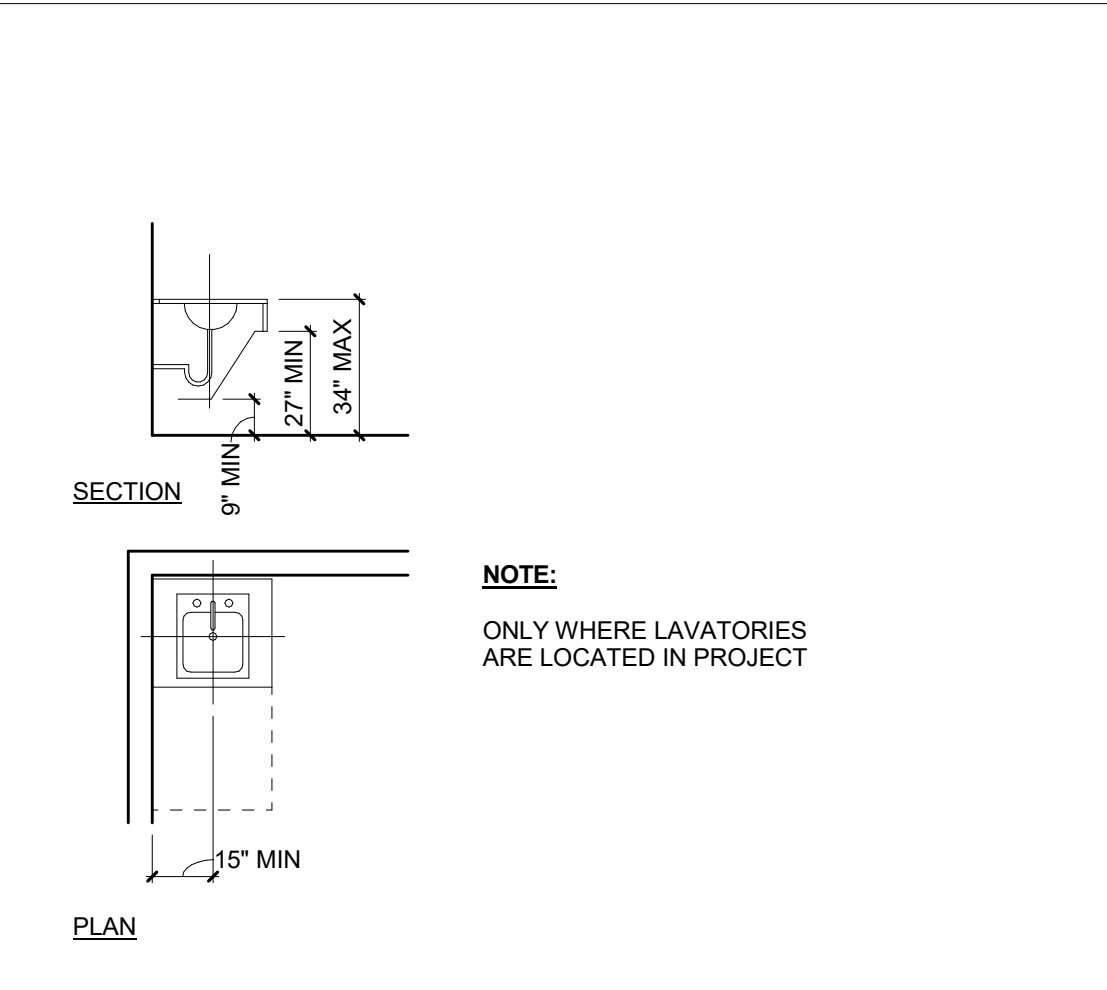 34" MAX
27" MIN
9" MIN
SECTION
NOTE:
ONLY WHERE LAVATORIES
ARE LOCATED IN PROJECT
15" MIN
PLAN